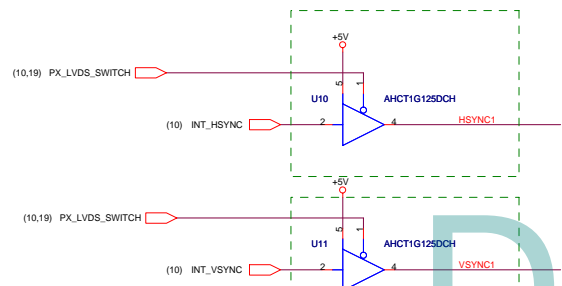 +5V
(10,19) PX_LVDS_SWITCH
5
1
U10 AHCT1G125DCH
(10) INT_HSYNC 2 4 HSYNC1
+5V
(10,19) PX_LVDS_SWITCH
5
1
U11 AHCT1G125DCH
(10) INT_VSYNC 2 4 VSYNC1